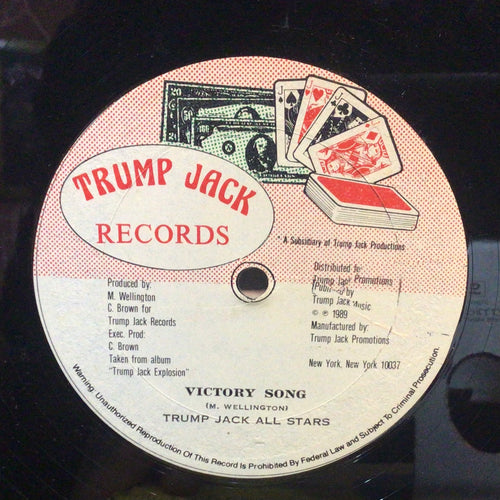 TRUMP JACK
RECORDS
* A Subsidiary of Trump Jack Productions
Produced by:
M. Wellington
C. Brown for
Trump Jack Records
Exec. Prod:
C. Brown
Taken from album
"Trump Jack Explosion"
Distributed
Trump Jack Promotions
by
Trump Jack Music
© ℗ 1989
Manufactured by:
Trump Jack Promotions
New York, New York 10037
VICTORY SONG
(M. WELLINGTON)
TRUMP JACK ALL STARS
Warning: Unauthorized Reproduction Of This Record Is Prohibited By Federal Law and Subject To Criminal Prosecution.